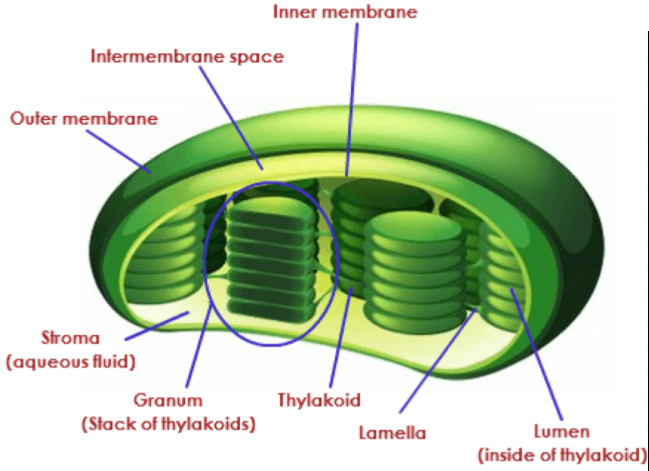 Inner membrane
Intermembrane space
Outer membrane
Stroma
(aqueous fluid)
Granum
(Stack of thylakoids)
Thylakoid
Lamella
Lumen
(inside of thylakoid)